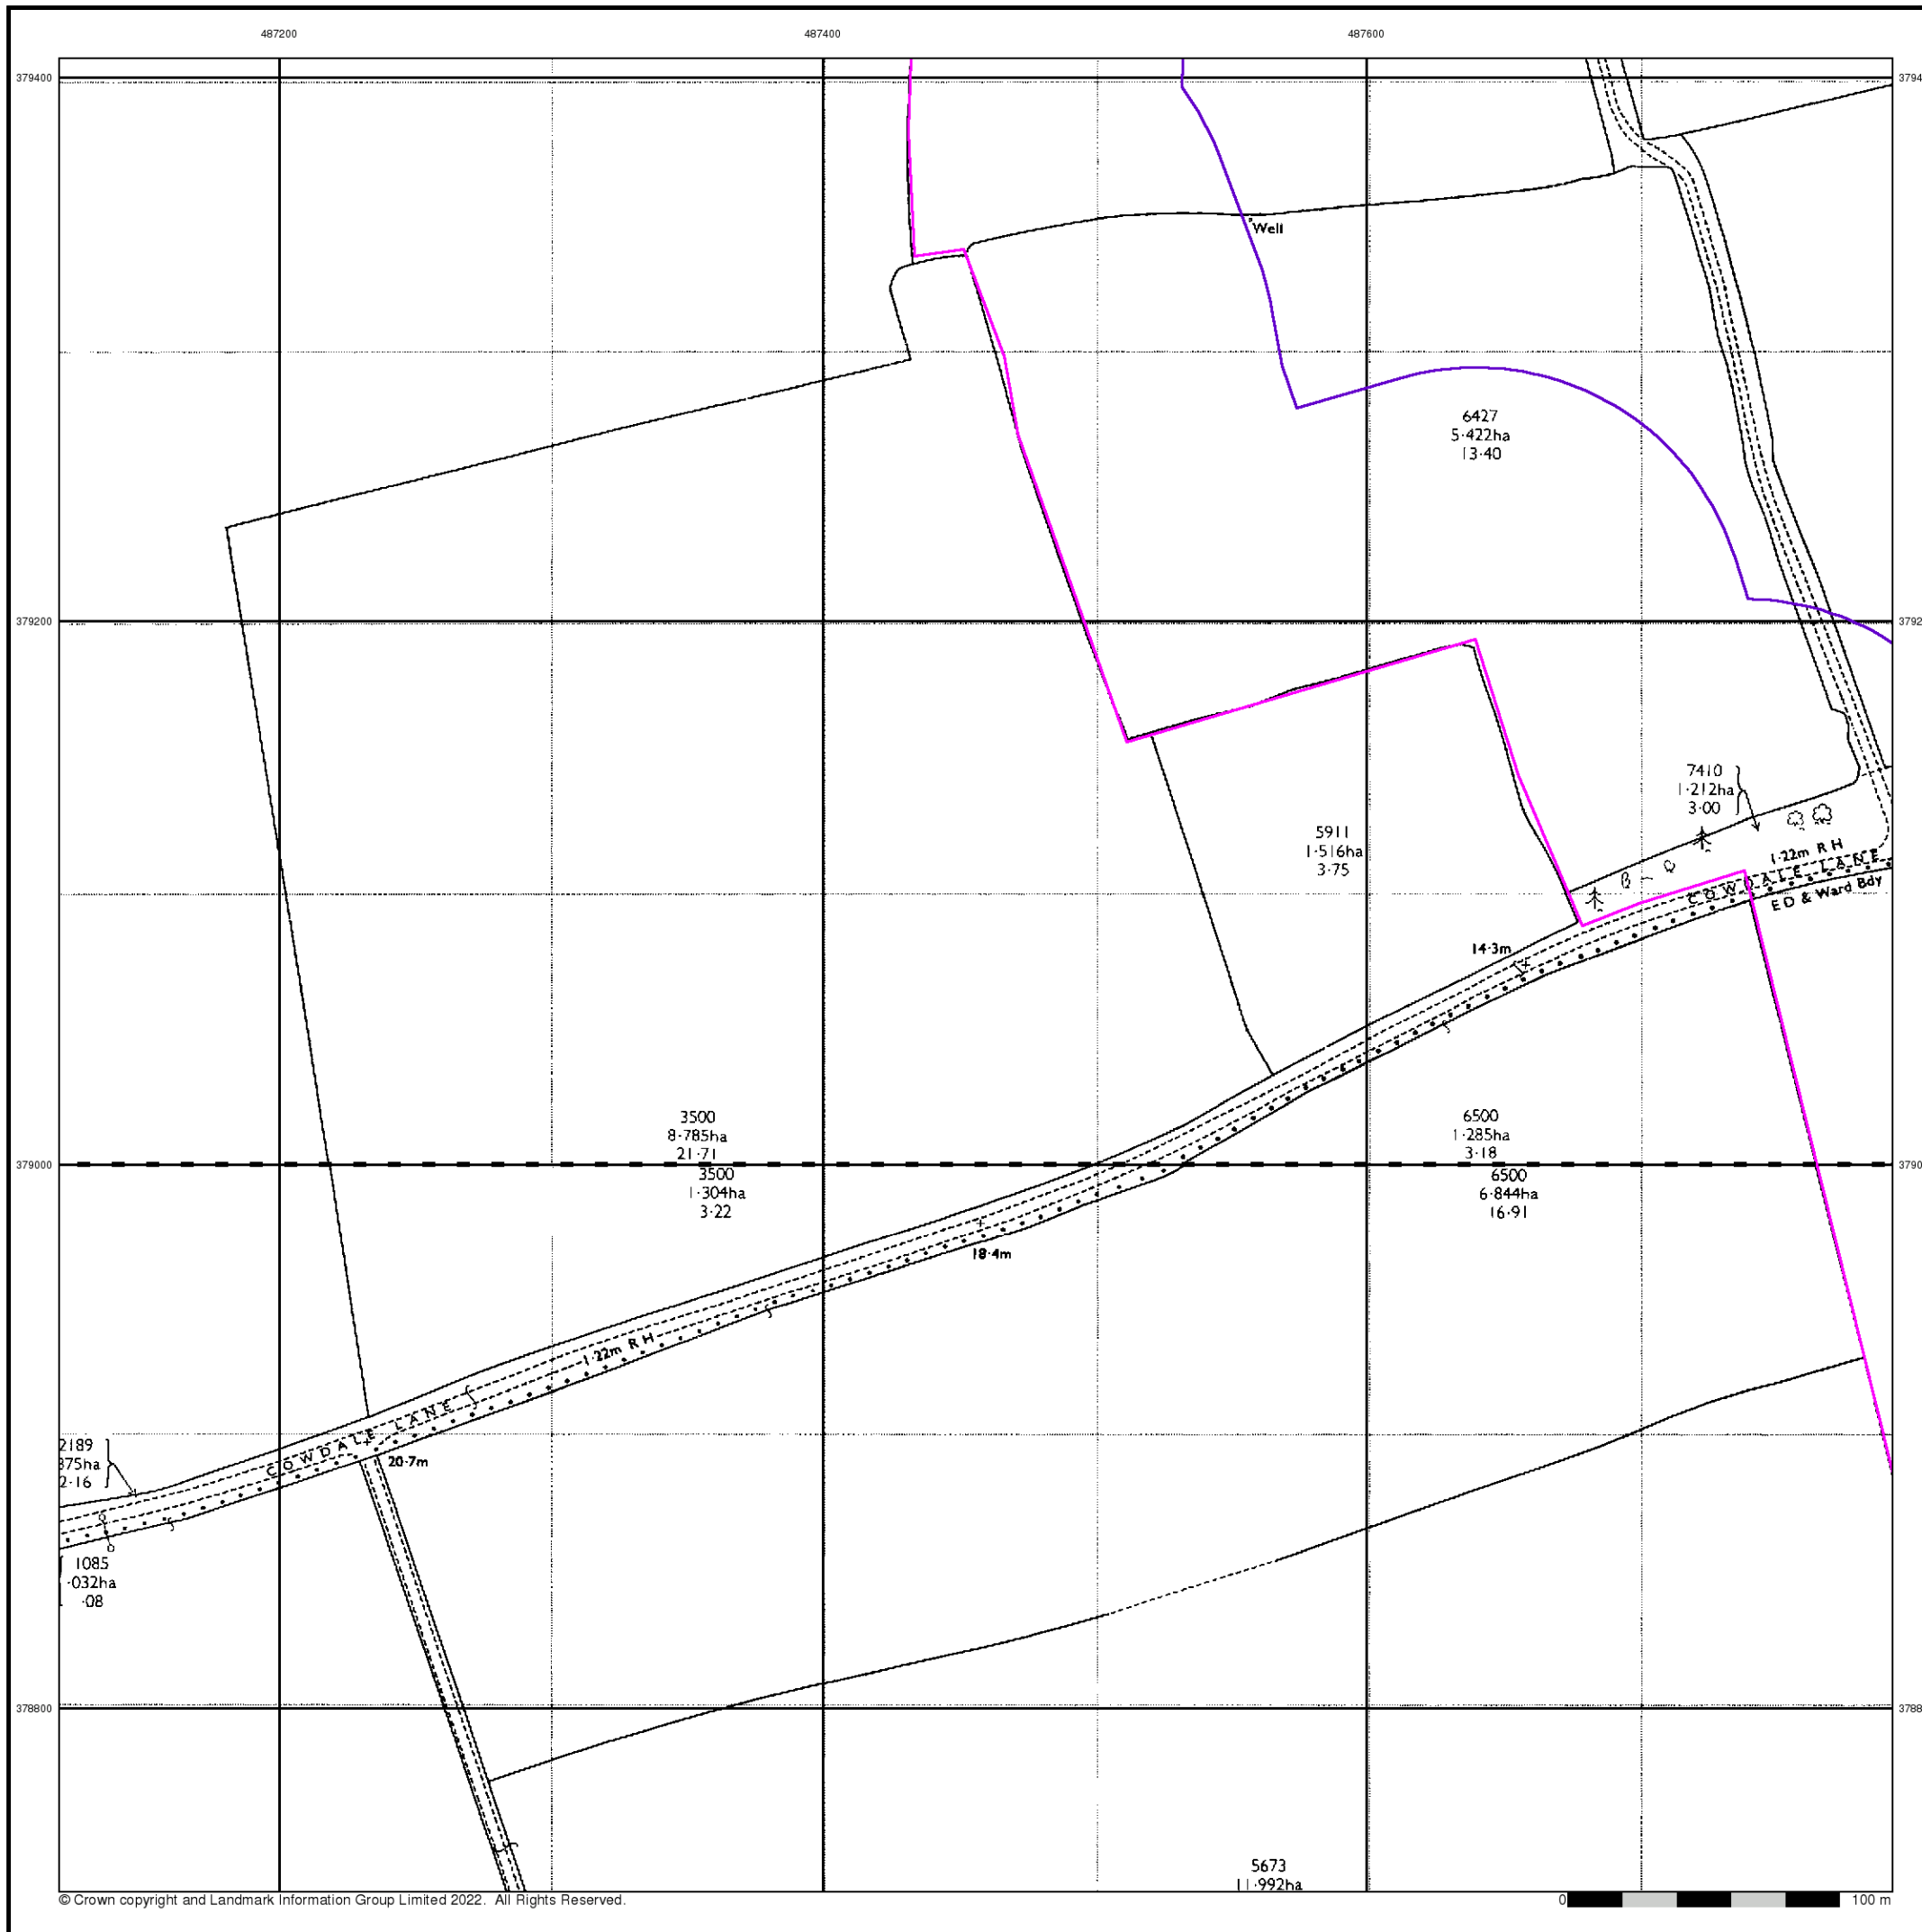 487200
487400
487600
379400
Well
6427
5·422ha
13·40
379200
7410
1·212ha
3·00
5911
1·516ha
3·75
1·22m RH
COWDALE LANE
ED & Ward Bdy
14·3m
3500
8·785ha
21·71
6500
1·285ha
3·18
379000
3500
1·304ha
3·22
6500
6·844ha
16·91
18·4m
1·22m RH
COWDALE LANE
20·7m
2189
375ha
2·16
1085
·032ha
·08
378800
5673
11·992ha
© Crown copyright and Landmark Information Group Limited 2022. All Rights Reserved.
0
100 m